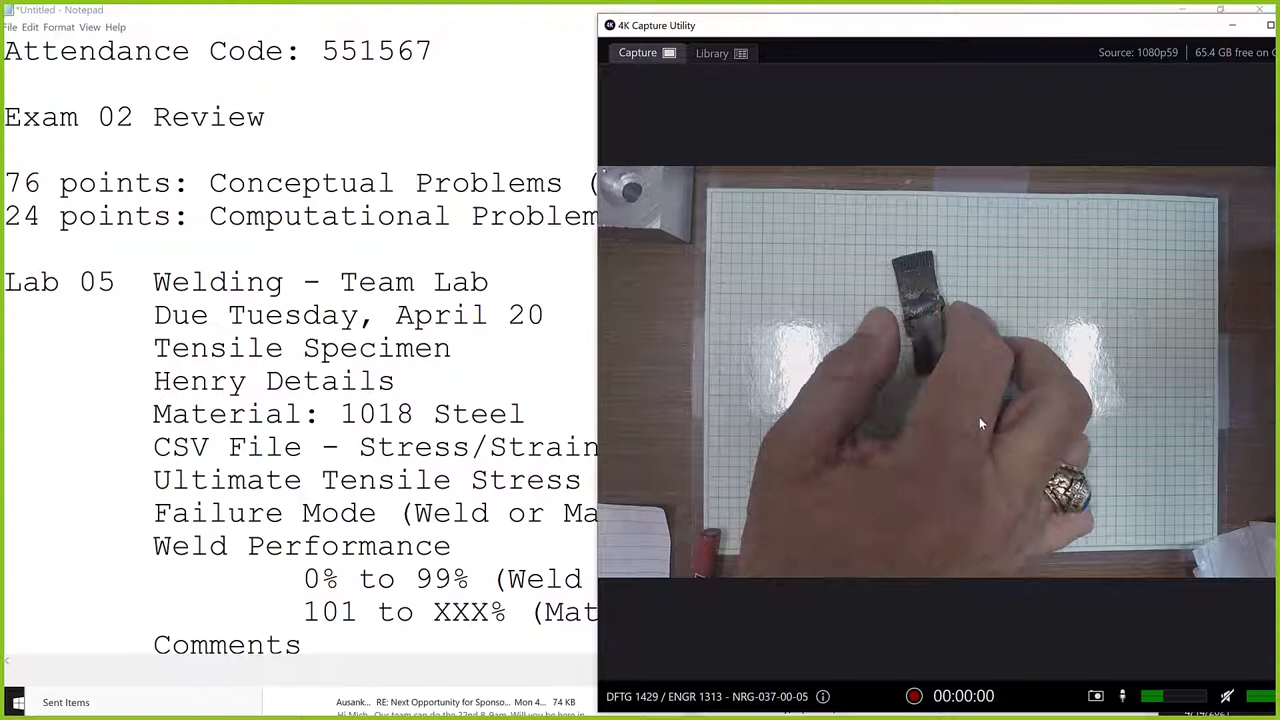 *Untitled - Notepad
File Edit Format View Help
Attendance Code: 551567
Exam 02 Review
76 points: Conceptual Problems (
24 points: Computational Problem
Lab 05 Welding - Team Lab
Due Tuesday, April 20
Tensile Specimen
Henry Details
Material: 1018 Steel
CSV File - Stress/Strain
Ultimate Tensile Stress
Failure Mode (Weld or Ma
Weld Performance
0% to 99% (Weld
101 to XXX% (Mat
Comments
4K Capture Utility
Capture Library
Source: 1080p59 65.4 GB free on
DFTG 1429 / ENGR 1313 - NRG-037-00-05
00:00:00
Sent Items
Ausank... RE: Next Opportunity for Sponso... Mon 4... 74 KB